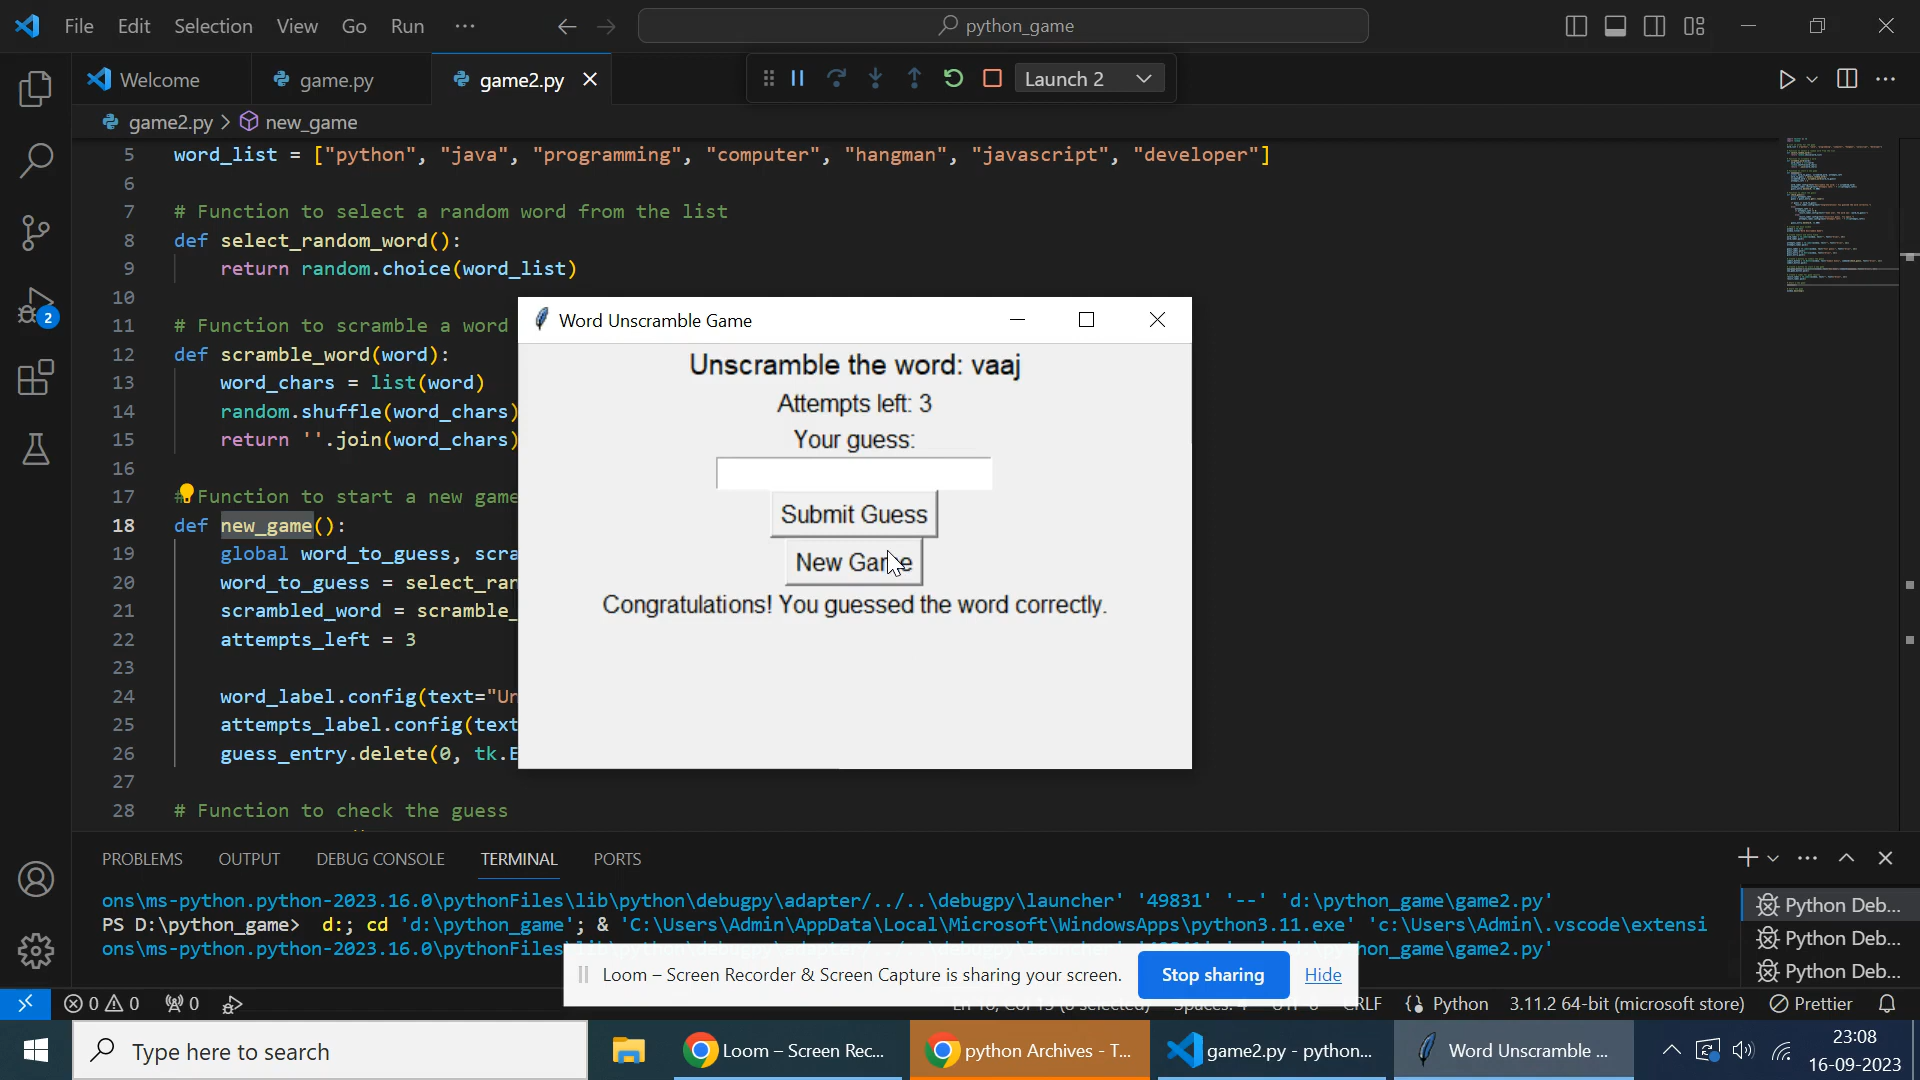 File Edit Selection View Go Run ··· python_game
Welcome game.py game2.py Launch 2
game2.py > new_game
5 word_list = ["python", "java", "programming", "computer", "hangman", "javascript", "developer"]
6
7 # Function to select a random word from the list
8 def select_random_word():
9 return random.choice(word_list)
10
11 # Function to scramble a word
12 def scramble_word(word):
13 word_chars = list(word)
14 random.shuffle(word_chars)
15 return ''.join(word_chars)
16
17 # Function to start a new game
18 def new_game():
19 global word_to_guess, scra
20 word_to_guess = select_ran
21 scrambled_word = scramble_
22 attempts_left = 3
23
24 word_label.config(text="Un
25 attempts_label.config(text
26 guess_entry.delete(0, tk.E
27
28 # Function to check the guess
Word Unscramble Game
Unscramble the word: vaaj
Attempts left: 3
Your guess:
Submit Guess
New Game
Congratulations! You guessed the word correctly.
2
PROBLEMS OUTPUT DEBUG CONSOLE TERMINAL PORTS
ons\ms-python.python-2023.16.0\pythonFiles\lib\python\debugpy\adapter/../..\debugpy\launcher' '49831' '--' 'd:\python_game\game2.py'
PS D:\python_game> d:; cd 'd:\python_game'; & 'C:\Users\Admin\AppData\Local\Microsoft\WindowsApps\python3.11.exe' 'c:\Users\Admin\.vscode\extensi
ons\ms-python.python-2023.16.0\pythonFiles python_game\game2.py'
Python Deb...
Python Deb...
Python Deb...
Loom – Screen Recorder & Screen Capture is sharing your screen. Stop sharing Hide
0 0 0 CRLF Python 3.11.2 64-bit (microsoft store) Prettier
Type here to search Loom – Screen Rec... python Archives - T... game2.py - python... Word Unscramble ... 23:08
16-09-2023